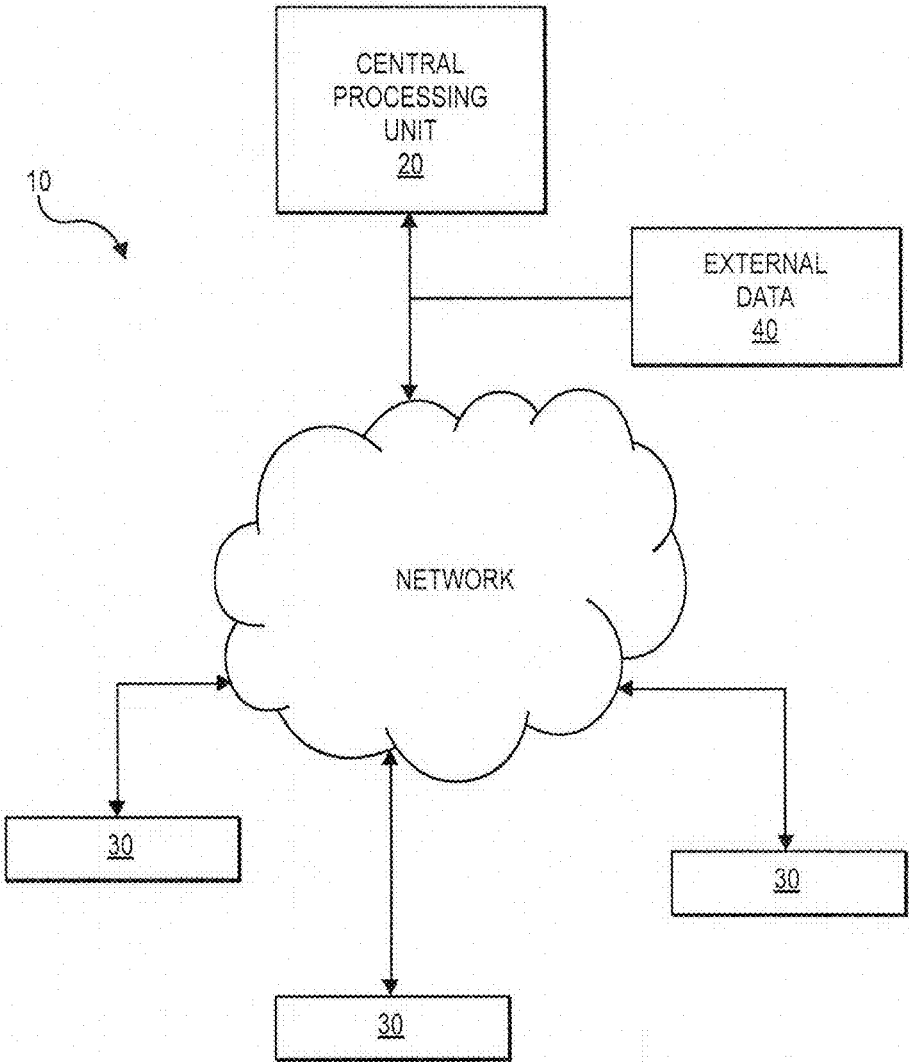 CENTRAL
PROCESSING
UNIT
20
10
EXTERNAL
DATA
40
NETWORK
30
30
30